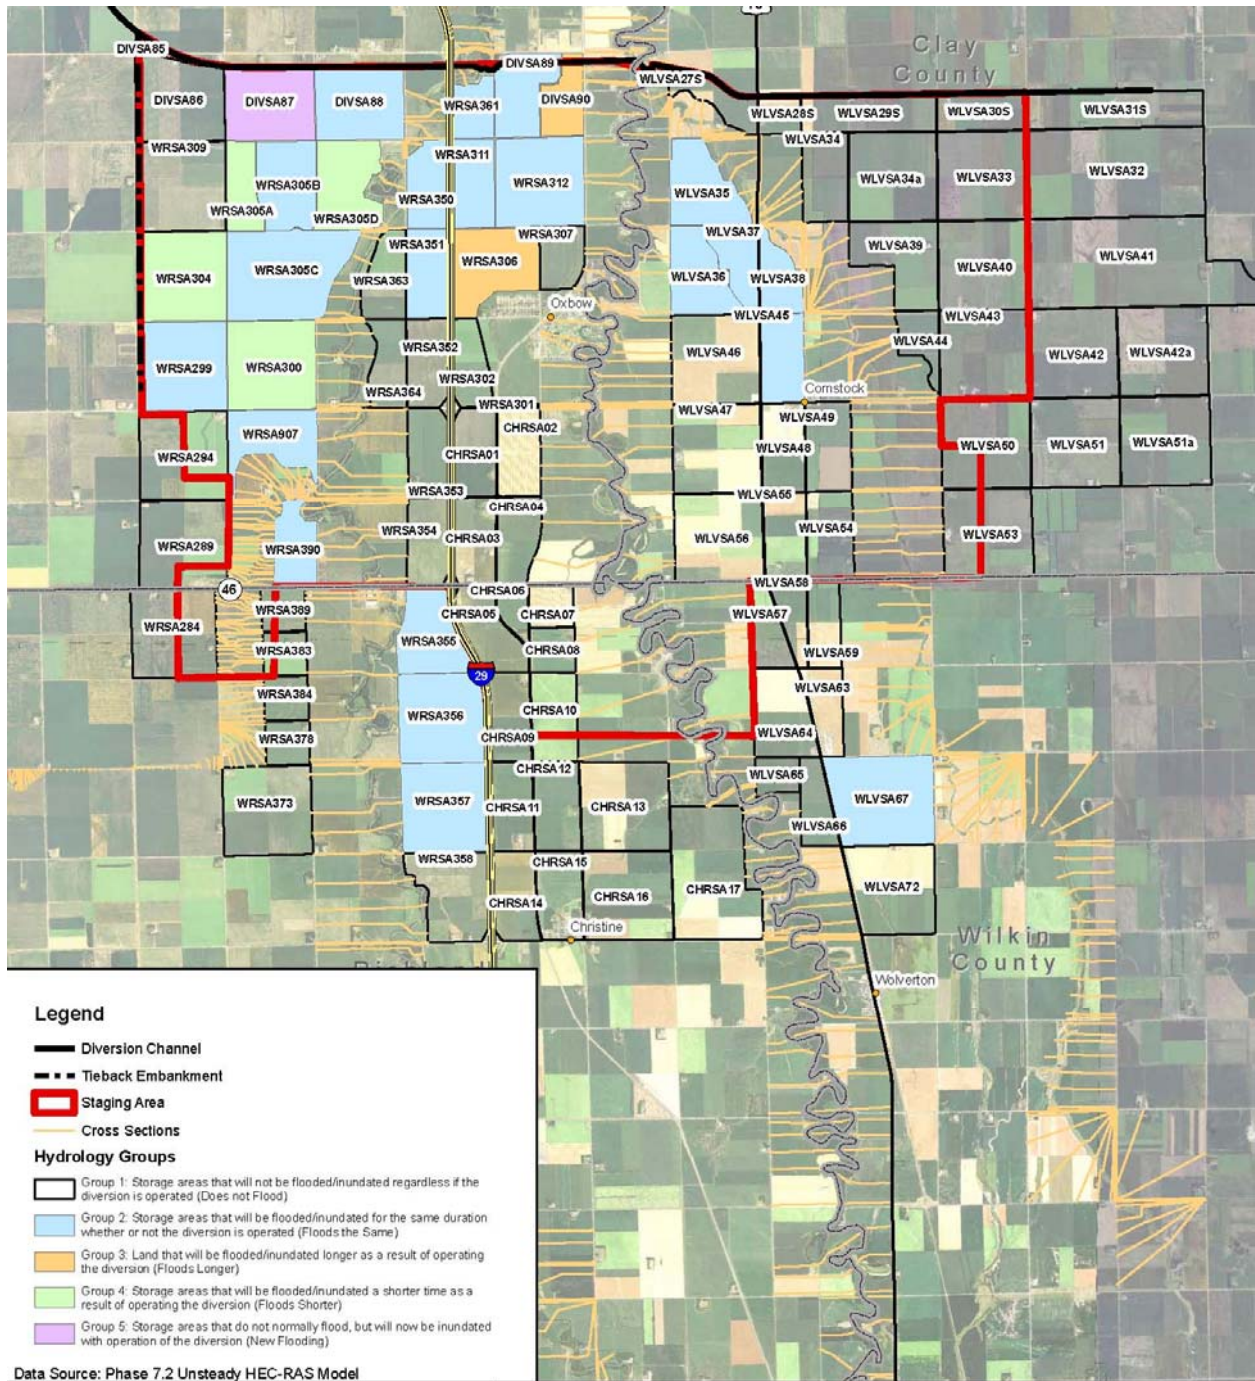 Clay
County
DIVSA85
DIVSA89
WLVSA27S
DIVSA86
DIVSA87
DIVSA88
WRSA361
DIVSA90
WLVSA28S
WLVSA29S
WLVSA30S
WLVSA31S
WRSA309
WRSA311
WLVSA34
WRSA305B
WRSA350
WRSA312
WLVSA35
WLVSA34a
WLVSA33
WLVSA32
WRSA305A
WRSA305D
WRSA351
WRSA307
WLVSA37
WLVSA39
WRSA304
WRSA305C
WRSA363
WRSA306
WLVSA36
WLVSA38
WLVSA40
WLVSA41
Oxbow
WLVSA45
WLVSA43
WRSA299
WRSA300
WRSA352
WLVSA46
WLVSA44
WLVSA42
WLVSA42a
WRSA302
WRSA364
Comstock
WRSA301
WLVSA47
WLVSA49
WRSA907
CHRSA02
WRSA294
CHRSA01
WLVSA48
WLVSA50
WLVSA51
WLVSA51a
WRSA353
WLVSA55
CHRSA04
WRSA289
WRSA390
WRSA354
CHRSA03
WLVSA56
WLVSA54
WLVSA53
46
CHRSA06
WLVSA58
WRSA284
WRSA389
CHRSA05
CHRSA07
WLVSA57
WRSA355
WRSA383
CHRSA08
WLVSA59
29
WRSA384
WLVSA63
WRSA356
CHRSA10
WRSA378
CHRSA09
WLVSA64
CHRSA12
WLVSA65
WRSA373
WRSA357
CHRSA11
CHRSA13
WLVSA67
WLVSA66
WRSA358
CHRSA15
CHRSA14
CHRSA16
CHRSA17
WLVSA72
Christine
Wilkin
County
Wolverton
Legend
Diversion Channel
Tieback Embankment
Staging Area
Cross Sections
Hydrology Groups
Group 1: Storage areas that will not be flooded/inundated regardless if the
diversion is operated (Does not Flood)
Group 2: Storage areas that will be flooded/inundated for the same duration
whether or not the diversion is operated (Floods the Same)
Group 3: Land that will be flooded/inundated longer as a result of operating
the diversion (Floods Longer)
Group 4: Storage areas that will be flooded/inundated a shorter time as a
result of operating the diversion (Floods Shorter)
Group 5: Storage areas that do not normally flood, but will now be inundated
with operation of the diversion (New Flooding)
Data Source: Phase 7.2 Unsteady HEC-RAS Model